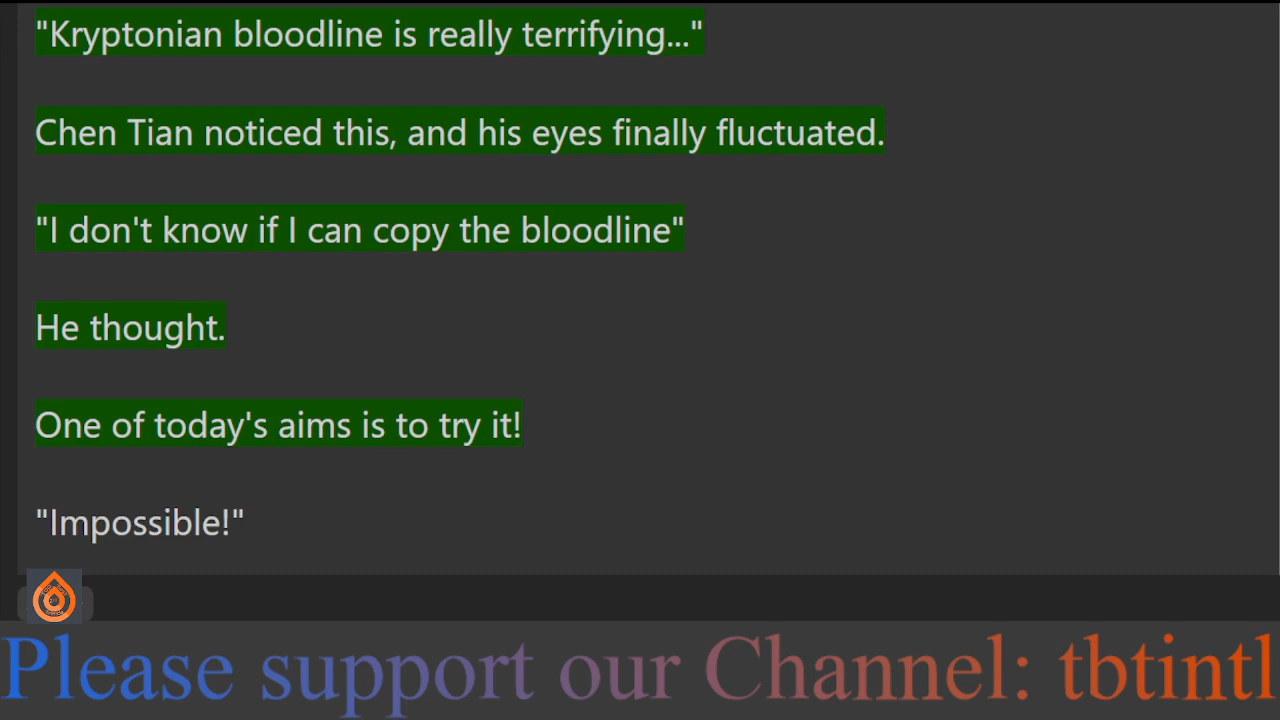 "Kryptonian bloodline is really terrifying..."
Chen Tian noticed this, and his eyes finally fluctuated.
"I don't know if I can copy the bloodline"
He thought.
One of today's aims is to try it!
"Impossible!"
Please support our Channel: tbtintl